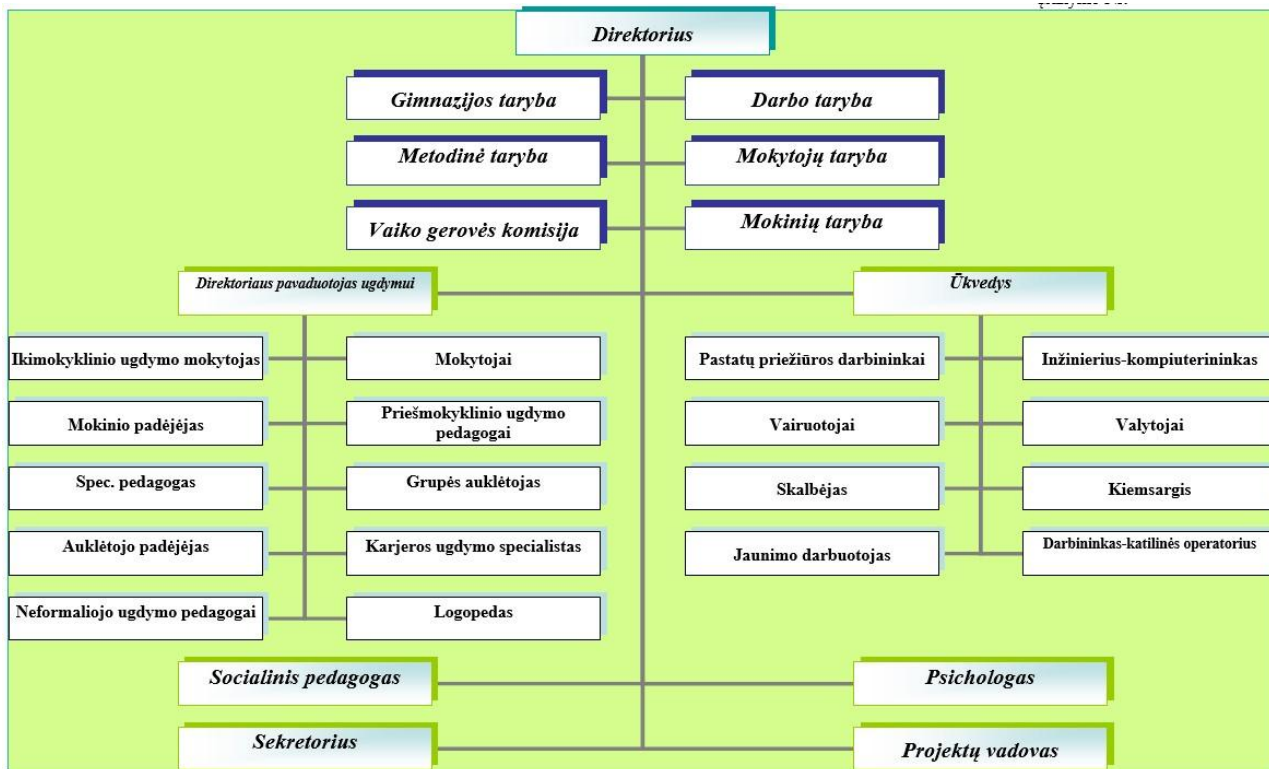 Direktorius
Gimnazijos taryba
Darbo taryba
Metodinė taryba
Mokytojų taryba
Vaiko gerovės komisija
Mokinių taryba
Direktoriaus pavaduotojas ugdymui
Ūkvedys
Ikimokyklinio ugdymo mokytojas
Mokytojai
Pastatų priežiūros darbininkai
Inžinierius-kompiuterininkas
Mokinio padėjėjas
Priešmokyklinio ugdymo
pedagogai
Vairuotojai
Valytojai
Spec. pedagogas
Grupės auklėtojas
Skalbėjas
Kiemsargis
Auklėtojo padėjėjas
Karjeros ugdymo specialistas
Jaunimo darbuotojas
Darbininkas-katilinės operatorius
Neformaliojo ugdymo pedagogai
Logopedas
Socialinis pedagogas
Psichologas
Sekretorius
Projektų vadovas